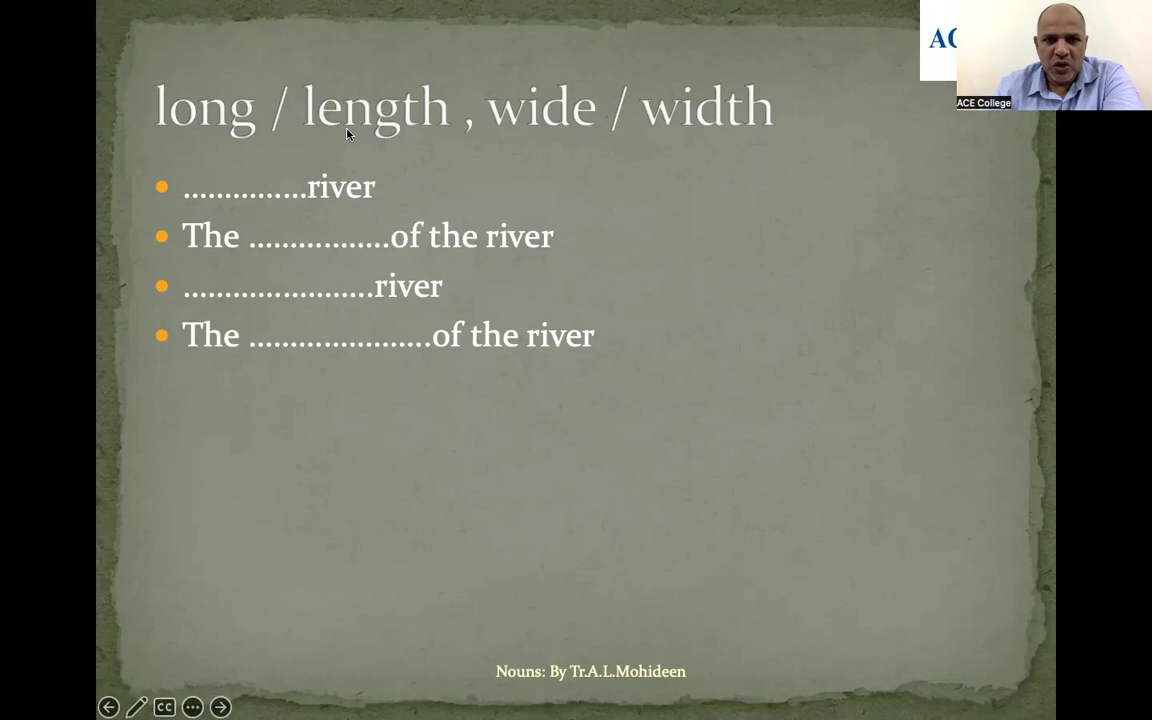 long / length , wide / width
...............river
The .................of the river
.......................river
The ......................of the river
Nouns: By Tr.A.L.Mohideen
ACE College
CC